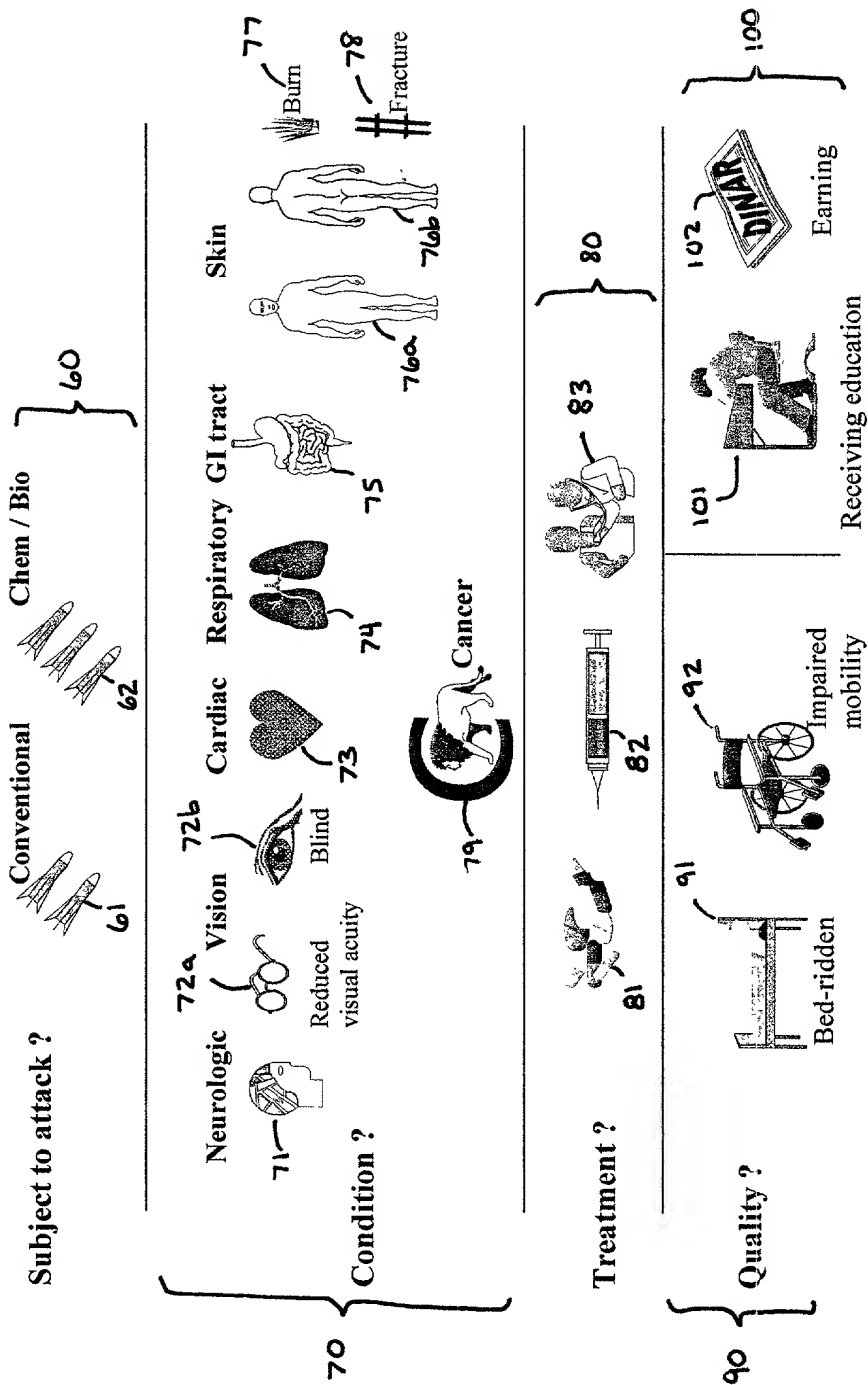 Subject to attack ?
Conventional
61
Chem / Bio
62
60
70
Condition ?
Neurologic
71
Vision
72a
Reduced
visual acuity
72b
Blind
Cardiac
73
Respiratory
74
GI tract
75
Skin
76a
76b
77
Burn
78
Fracture
79
Cancer
Treatment ?
81
82
83
80
90
Quality ?
91
Bed-ridden
92
Impaired
mobility
101
Receiving education
102
DINAR
Earning
100